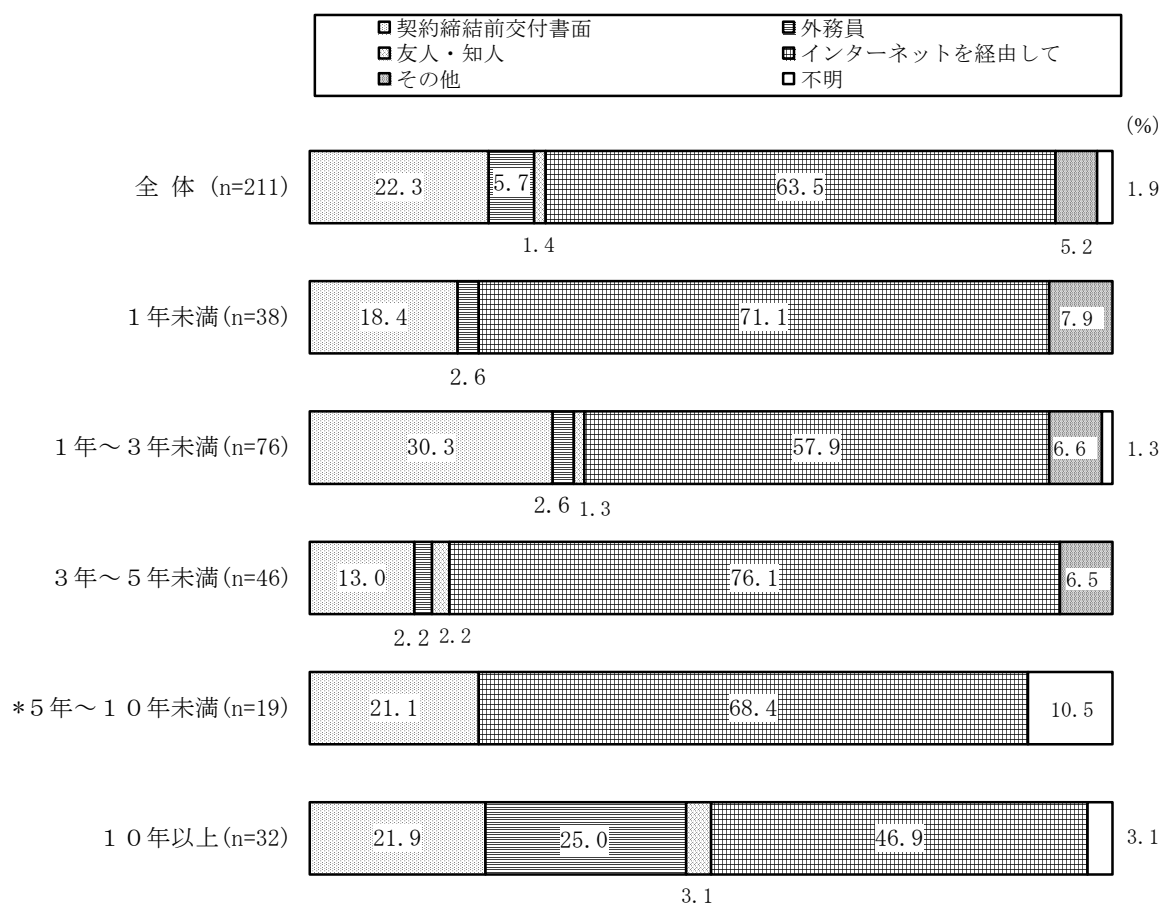 契約締結前交付書面 外務員
友人・知人 インターネットを経由して
その他 不明
(%)
全 体 (n=211) 22.3 5.7 63.5 1.9
1.4 5.2
１年未満(n=38) 18.4 71.1 7.9
2.6
１年～３年未満(n=76) 30.3 57.9 6.6 1.3
2.6 1.3
３年～５年未満(n=46) 13.0 76.1 6.5
2.2 2.2
*５年～１０年未満(n=19) 21.1 68.4 10.5
１０年以上(n=32) 21.9 25.0 46.9 3.1
3.1